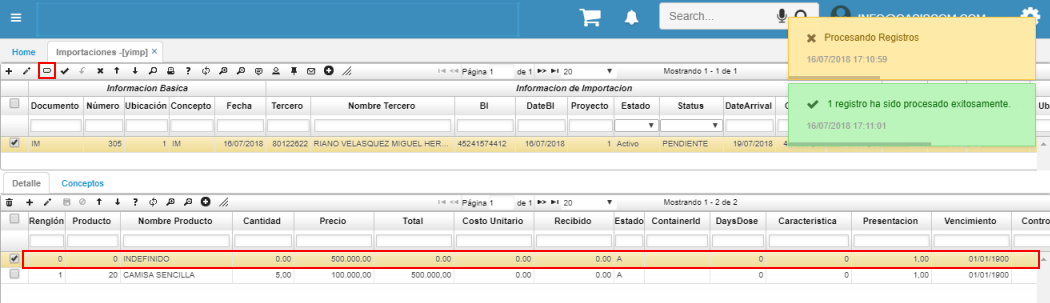 Search...
Home Importaciones -[yimp] ×
Procesando Registros
16/07/2018 17:10:59
Página 1 de 1 20 Mostrando 1 - 1 de 1
Informacion Basica Informacion de Importacion
Documento Número Ubicación Concepto Fecha Tercero Nombre Tercero BI DateBI Proyecto Estado Status DateArrival Ub
1 registro ha sido procesado exitosamente.
16/07/2018 17:11:01
IM 305 1 IM 16/07/2018 80122622 RIANO VELASQUEZ MIGUEL HER... 45241574412 16/07/2018 1 Activo PENDIENTE 19/07/2018
Detalle Conceptos
Página 1 de 1 20 Mostrando 1 - 2 de 2
Renglón Producto Nombre Producto Cantidad Precio Total Costo Unitario Recibido Estado ContainerId DaysDose Caracteristica Presentacion Vencimiento Contro
0 0 INDEFINIDO 0.00 500.000,00 0.00 0.00 0.00 A 0 0 1,00 01/01/1900
1 20 CAMISA SENCILLA 5,00 100.000,00 500.000,00 0.00 0.00 A 0 0 1,00 01/01/1900